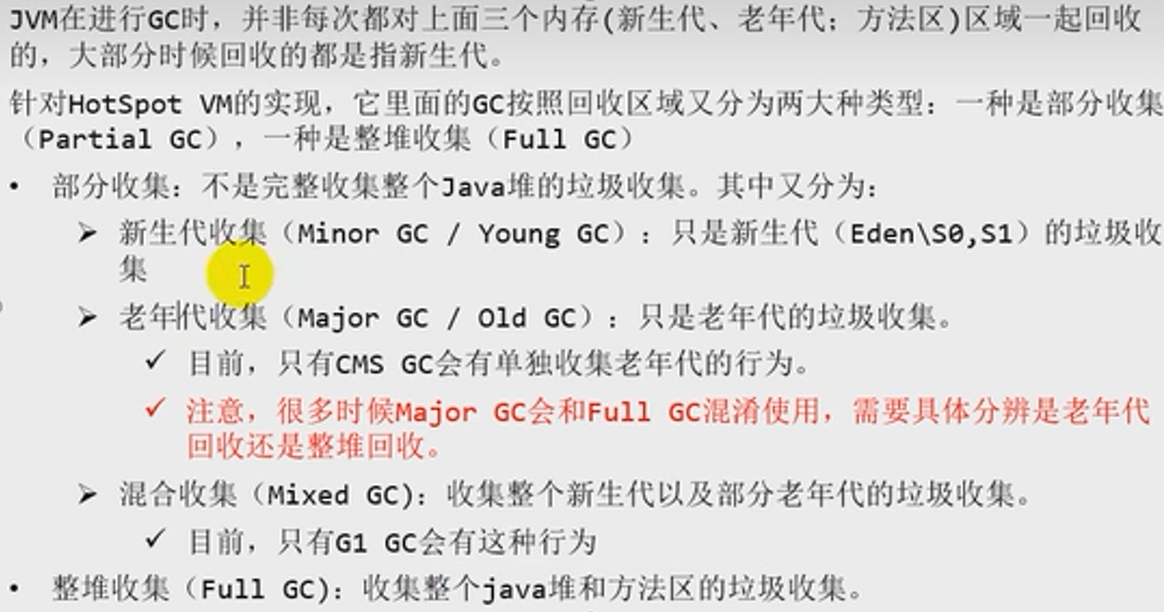 JVM在进行GC时，并非每次都对上面三个内存(新生代、老年代；方法区)区域一起回收
的，大部分时候回收的都是指新生代。
针对HotSpot VM的实现，它里面的GC按照回收区域又分为两大种类型：一种是部分收集
（Partial GC），一种是整堆收集（Full GC）
• 部分收集：不是完整收集整个Java堆的垃圾收集。其中又分为：
➢ 新生代收集（Minor GC / Young GC）：只是新生代（Eden\S0,S1）的垃圾收
集
➢ 老年代收集（Major GC / Old GC）：只是老年代的垃圾收集。
✓ 目前，只有CMS GC会有单独收集老年代的行为。
✓ 注意，很多时候Major GC会和Full GC混淆使用，需要具体分辨是老年代
回收还是整堆回收。
➢ 混合收集（Mixed GC)：收集整个新生代以及部分老年代的垃圾收集。
✓ 目前，只有G1 GC会有这种行为
• 整堆收集（Full GC)：收集整个java堆和方法区的垃圾收集。